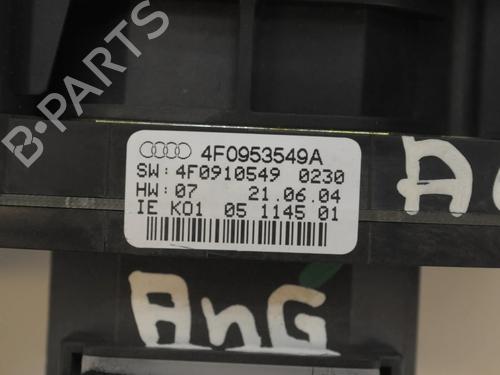 B-PARTS
4F0953549A
SW: 4F0910549 0230
HW: 07 21.06.04
IE K01 05 1145 01
AnG